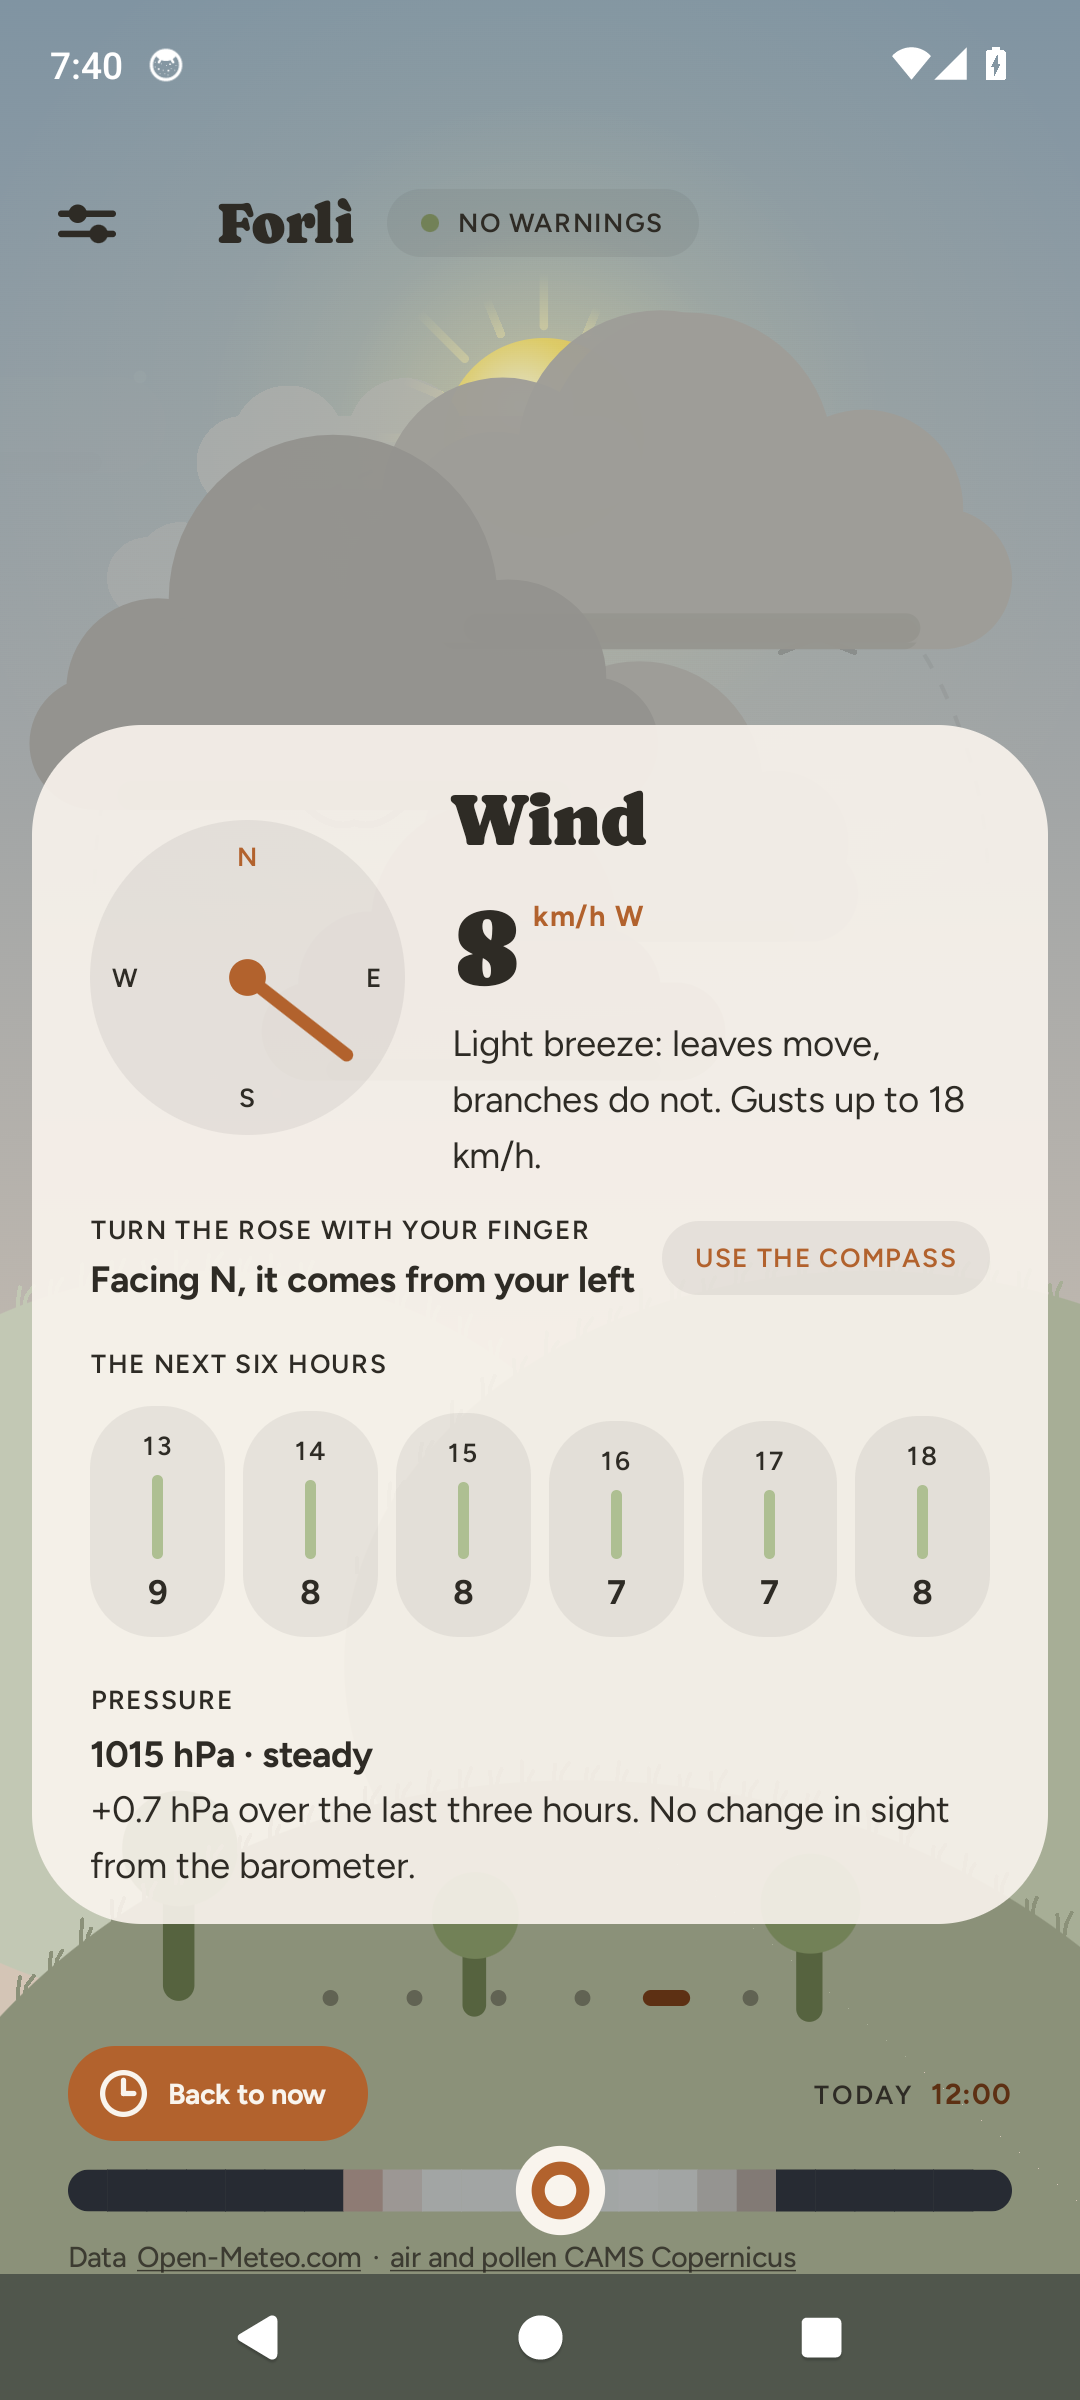 7:40
Forlì
NO WARNINGS
Wind
N
W
E
S
8 km/h W
Light breeze: leaves move,
branches do not. Gusts up to 18
km/h.
TURN THE ROSE WITH YOUR FINGER
Facing N, it comes from your left
USE THE COMPASS
THE NEXT SIX HOURS
13 14 15 16 17 18
9 8 8 7 7 8
PRESSURE
1015 hPa · steady
+0.7 hPa over the last three hours. No change in sight
from the barometer.
Back to now
TODAY 12:00
Data Open-Meteo.com · air and pollen CAMS Copernicus